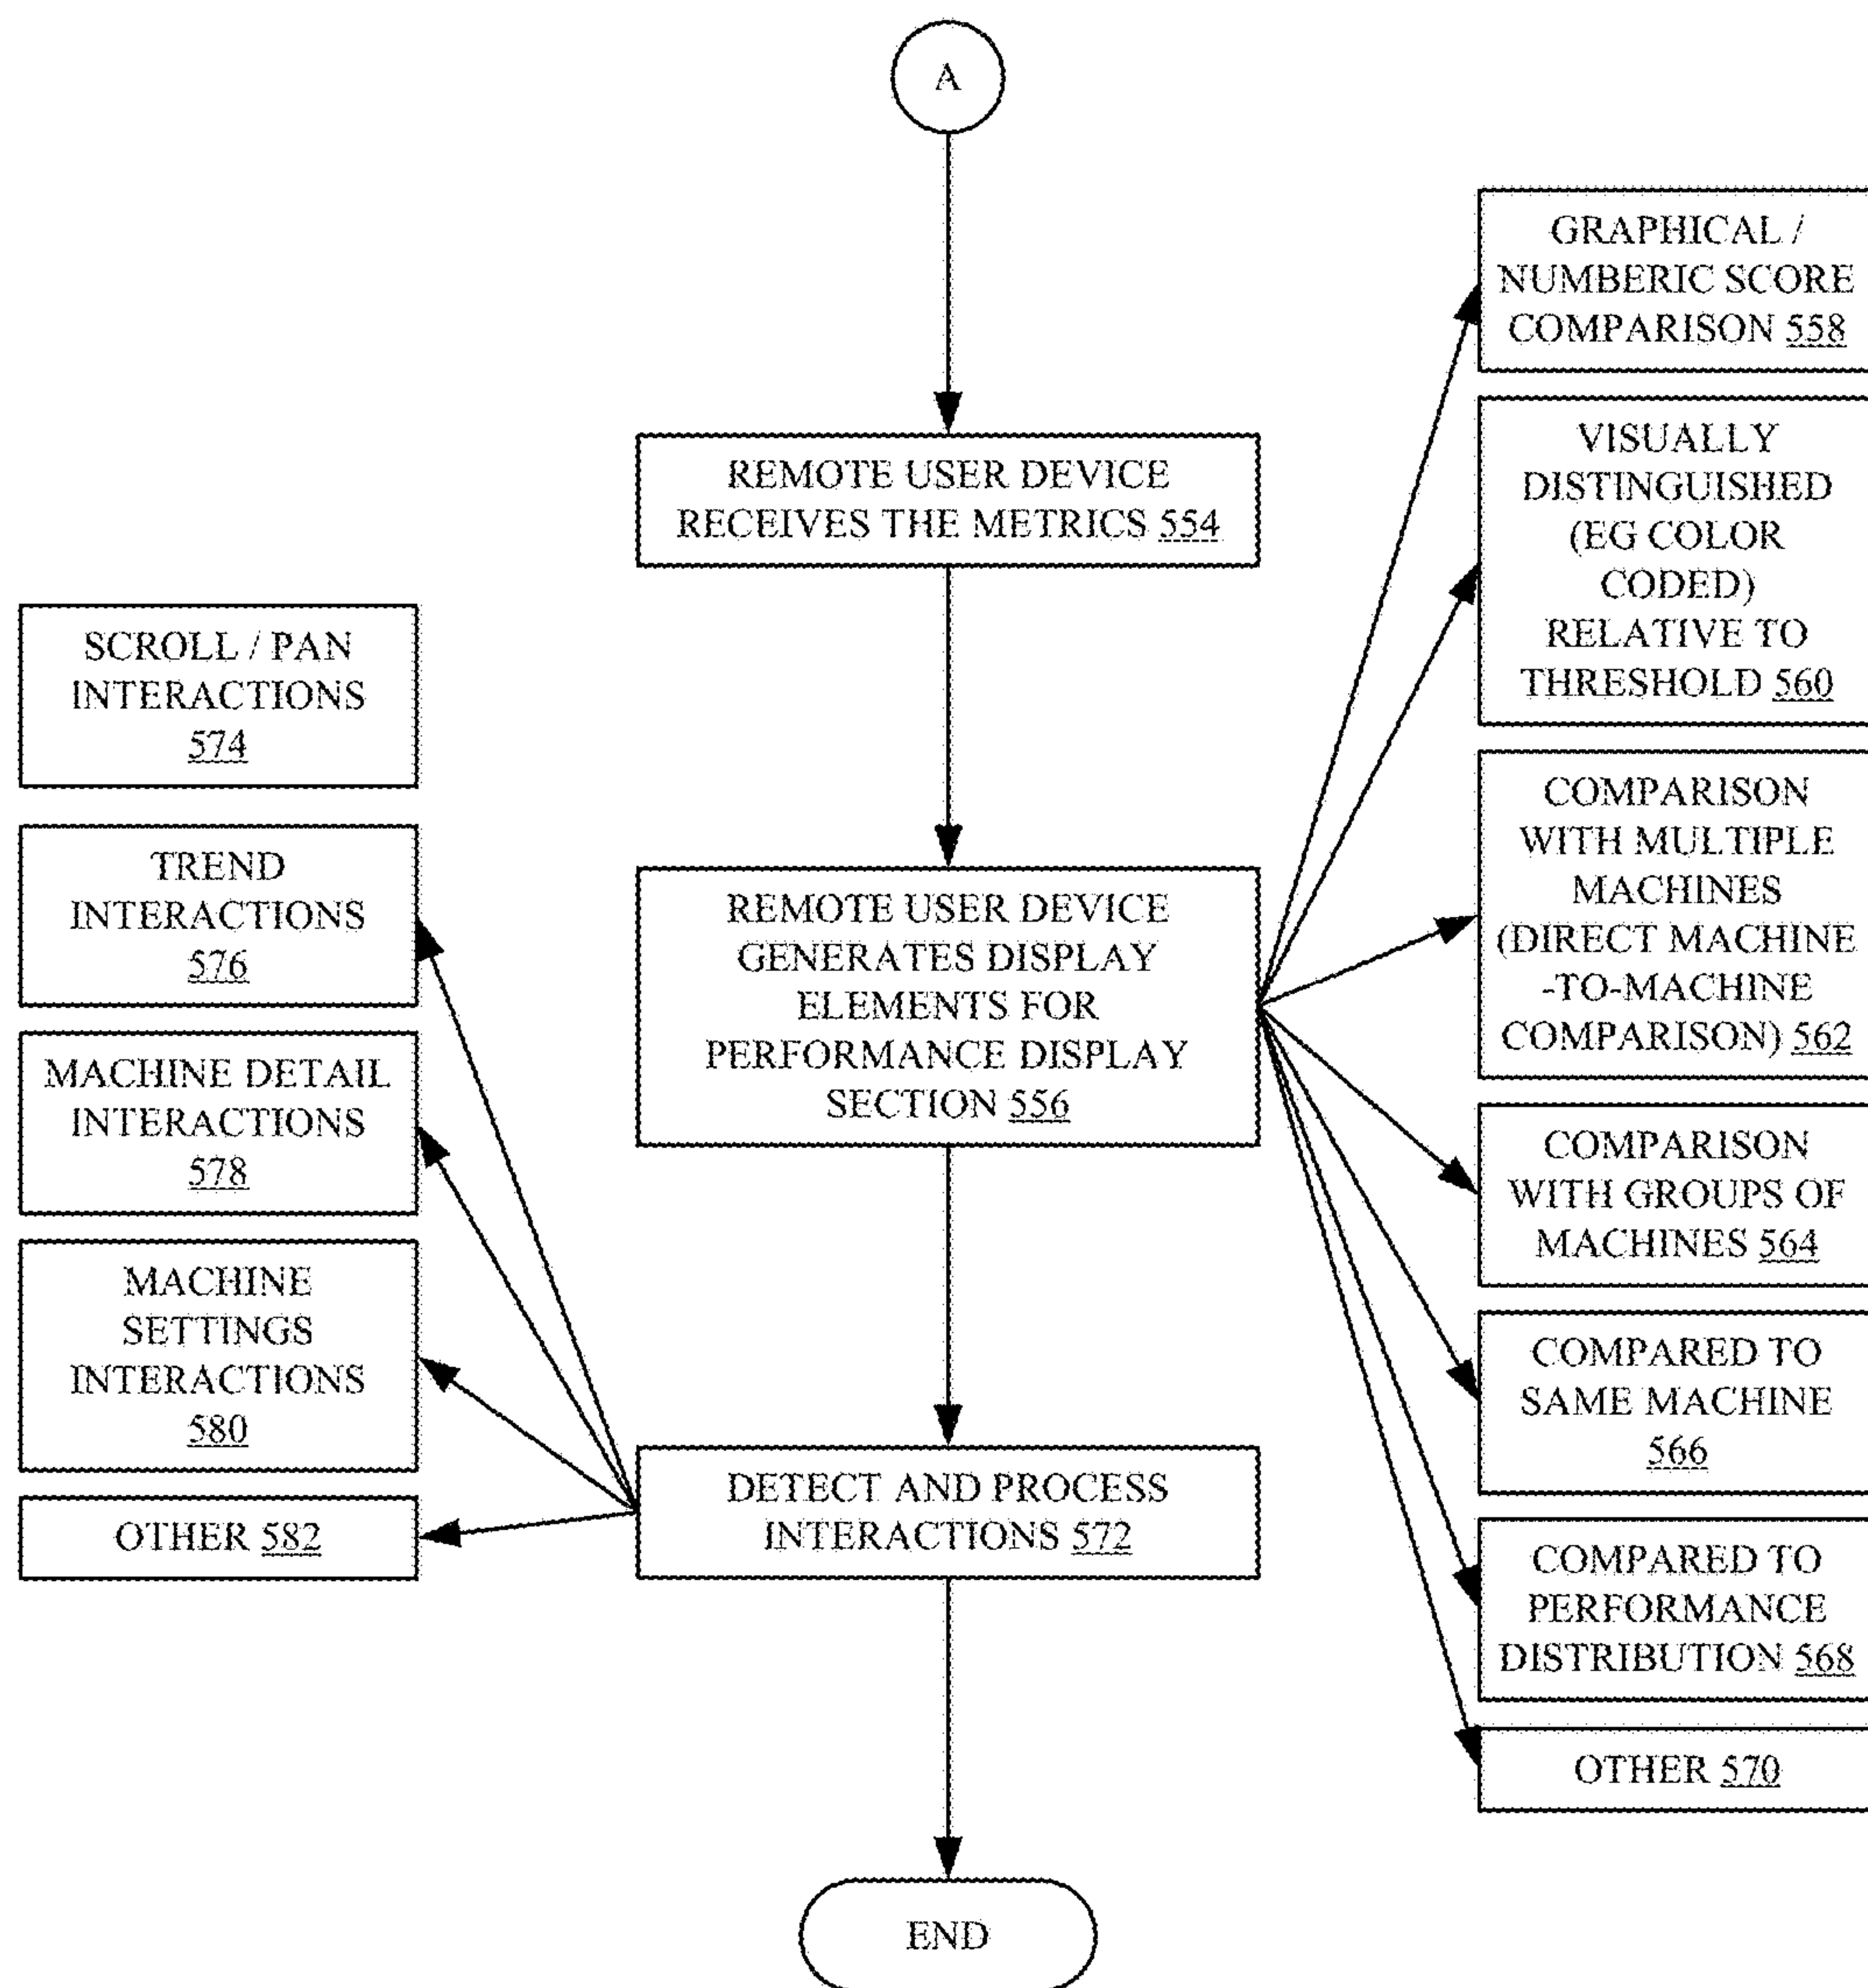 A
REMOTE USER DEVICE
RECEIVES THE METRICS 554
REMOTE USER DEVICE
GENERATES DISPLAY
ELEMENTS FOR
PERFORMANCE DISPLAY
SECTION 556
DETECT AND PROCESS
INTERACTIONS 572
END
SCROLL / PAN
INTERACTIONS
574
TREND
INTERACTIONS
576
MACHINE DETAIL
INTERACTIONS
578
MACHINE
SETTINGS
INTERACTIONS
580
OTHER 582
GRAPHICAL /
NUMBERIC SCORE
COMPARISON 558
VISUALLY
DISTINGUISHED
(EG COLOR
CODED)
RELATIVE TO
THRESHOLD 560
COMPARISON
WITH MULTIPLE
MACHINES
(DIRECT MACHINE
-TO-MACHINE
COMPARISON) 562
COMPARISON
WITH GROUPS OF
MACHINES 564
COMPARED TO
SAME MACHINE
566
COMPARED TO
PERFORMANCE
DISTRIBUTION 568
OTHER 570